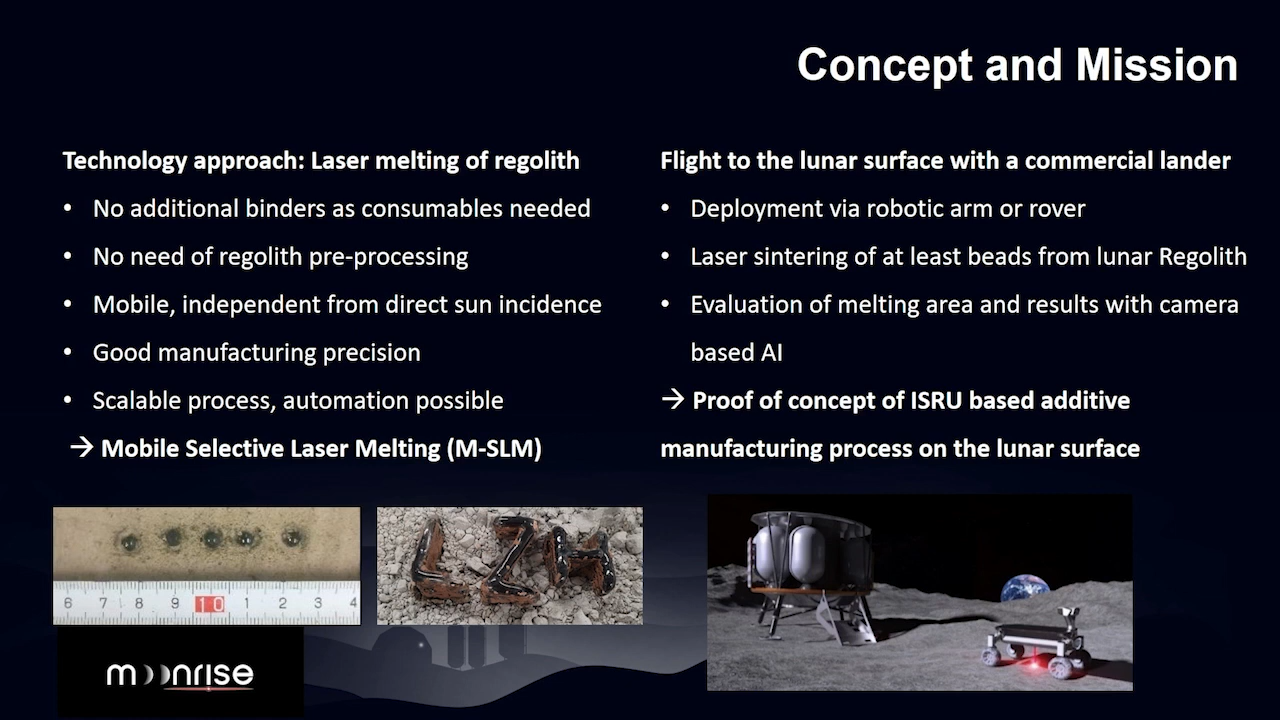 Concept and Mission
Technology approach: Laser melting of regolith
• No additional binders as consumables needed
• No need of regolith pre-processing
• Mobile, independent from direct sun incidence
• Good manufacturing precision
• Scalable process, automation possible
→ Mobile Selective Laser Melting (M-SLM)
Flight to the lunar surface with a commercial lander
• Deployment via robotic arm or rover
• Laser sintering of at least beads from lunar Regolith
• Evaluation of melting area and results with camera
based AI
→ Proof of concept of ISRU based additive
manufacturing process on the lunar surface
6 7 8 9 10 1 2 3 4
LZH
moonrise